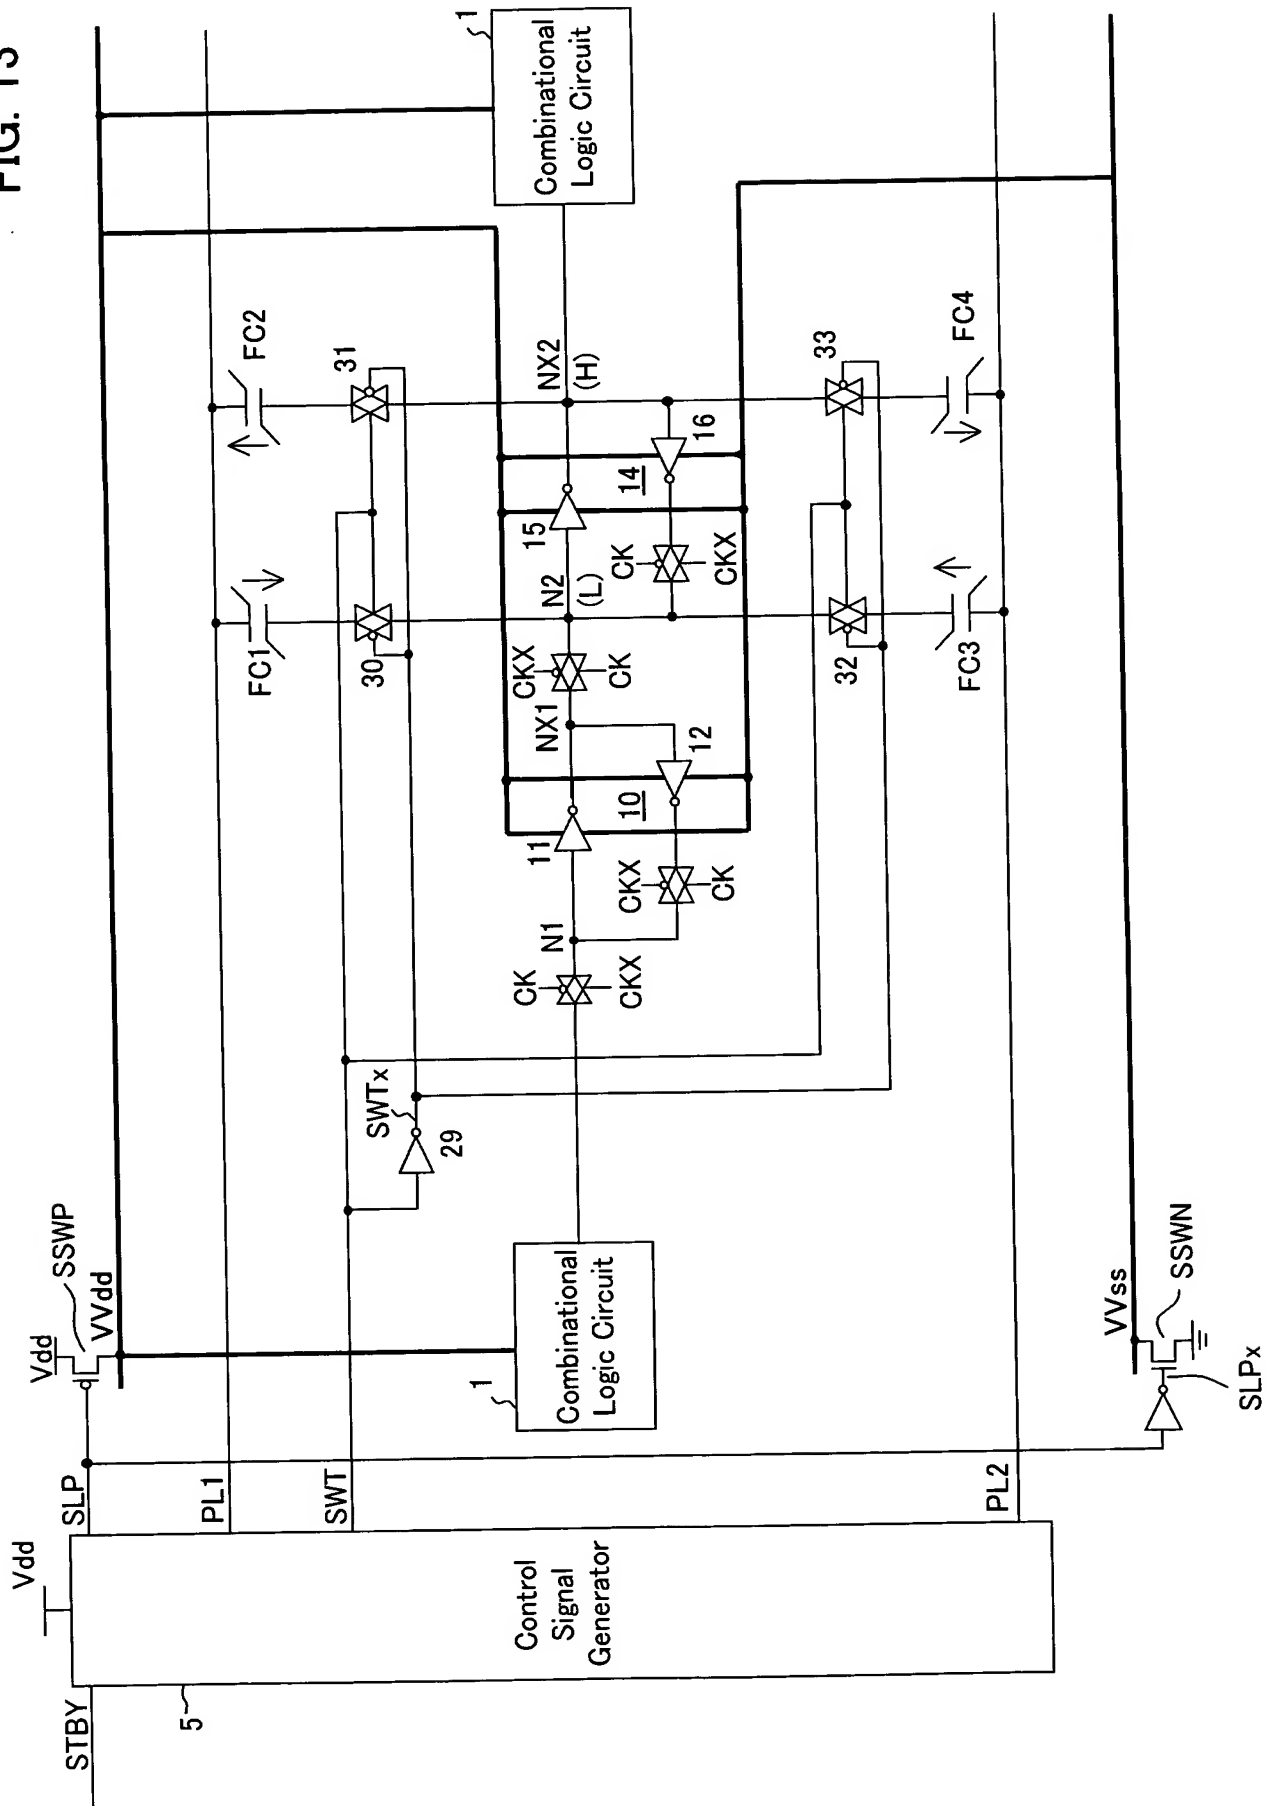 FIG. 13
Vdd
STBY
5
Control
Signal
Generator
SLP
PL1
SWT
PL2
Vdd
SSWP
VVdd
1
Combinational
Logic Circuit
SWTx
29
CK
CKX
N1
CKX
CK
11
10
12
NX1
CKX
CK
N2
(L)
15
14
16
CK
CKX
NX2
(H)
FC1
30
FC2
31
32
FC3
33
FC4
1
Combinational
Logic Circuit
VVss
SSWN
SLPx